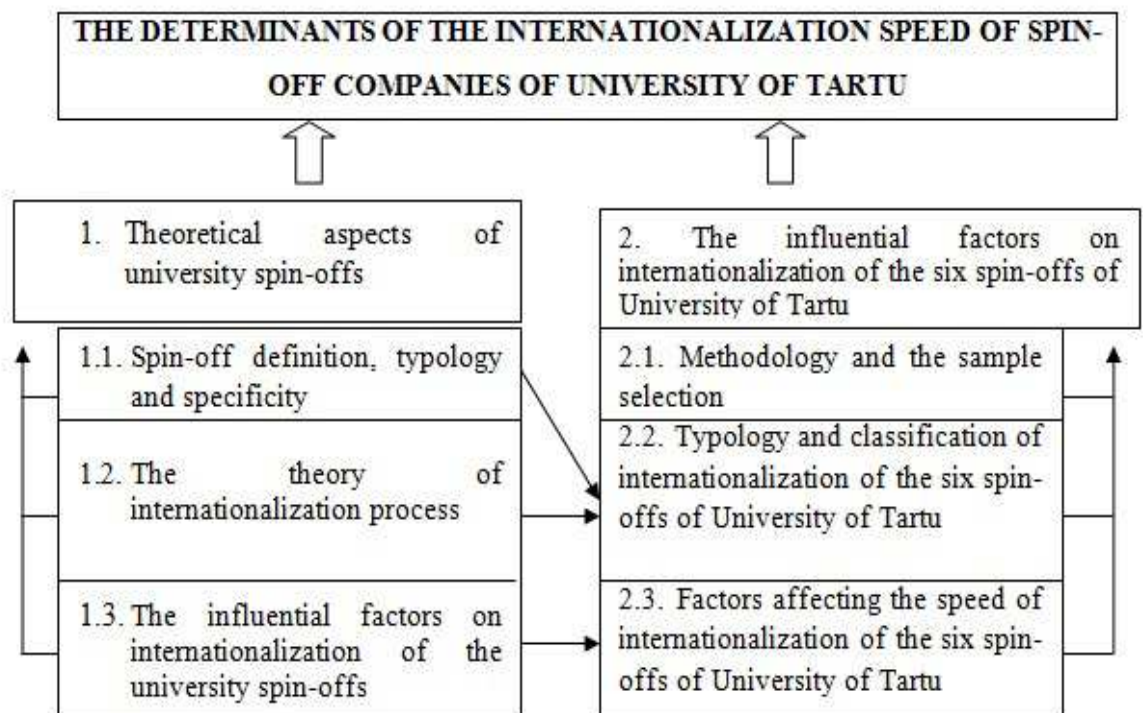 THE DETERMINANTS OF THE INTERNATIONALIZATION SPEED OF SPIN-
OFF COMPANIES OF UNIVERSITY OF TARTU
1. Theoretical aspects of
university spin-offs
1.1. Spin-off definition, typology
and specificity
1.2. The theory of
internationalization process
1.3. The influential factors on
internationalization of the
university spin-offs
2. The influential factors on
internationalization of the six spin-offs of
University of Tartu
2.1. Methodology and the sample
selection
2.2. Typology and classification of
internationalization of the six spin-
offs of University of Tartu
2.3. Factors affecting the speed of
internationalization of the six spin-
offs of University of Tartu